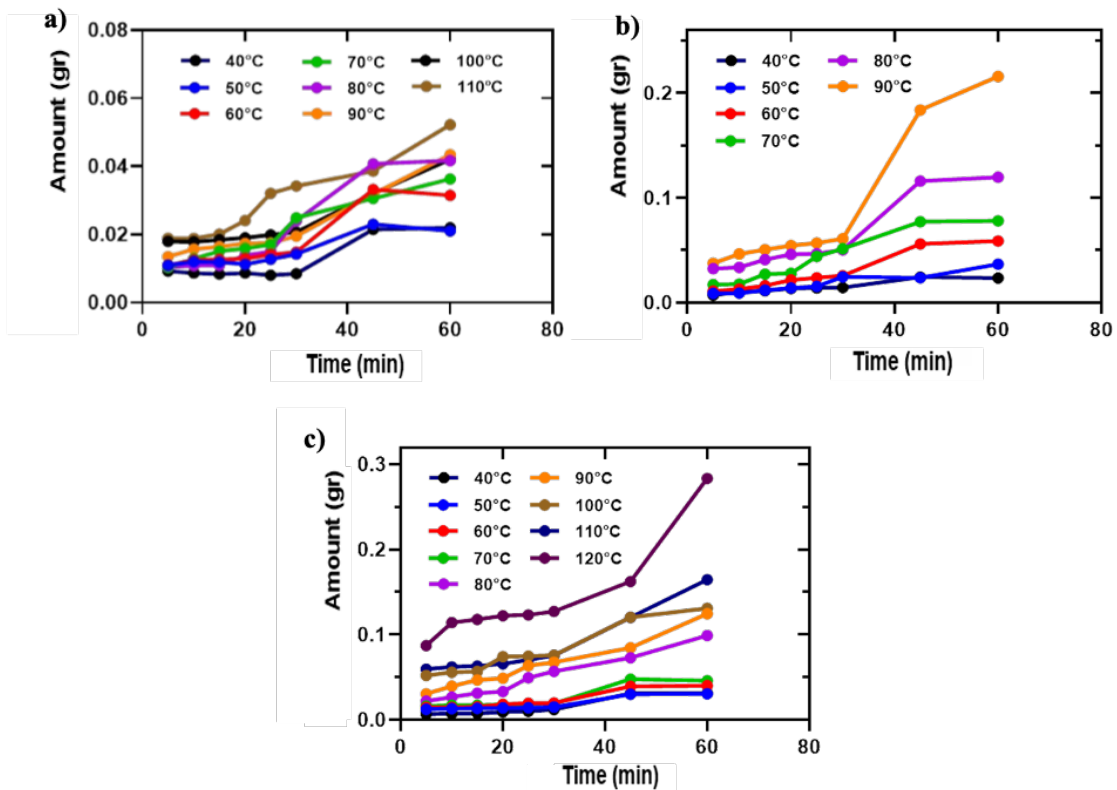 a)
Amount (gr)
0.08
0.06
0.04
0.02
0.00
40°C
50°C
60°C
70°C
80°C
90°C
100°C
110°C
0
20
40
60
80
Time (min)
b)
Amount (gr)
0.2
0.1
0.0
40°C
50°C
60°C
70°C
80°C
90°C
0
20
40
60
80
Time (min)
c)
Amount (gr)
0.3
0.2
0.1
0.0
40°C
50°C
60°C
70°C
80°C
90°C
100°C
110°C
120°C
0
20
40
60
80
Time (min)